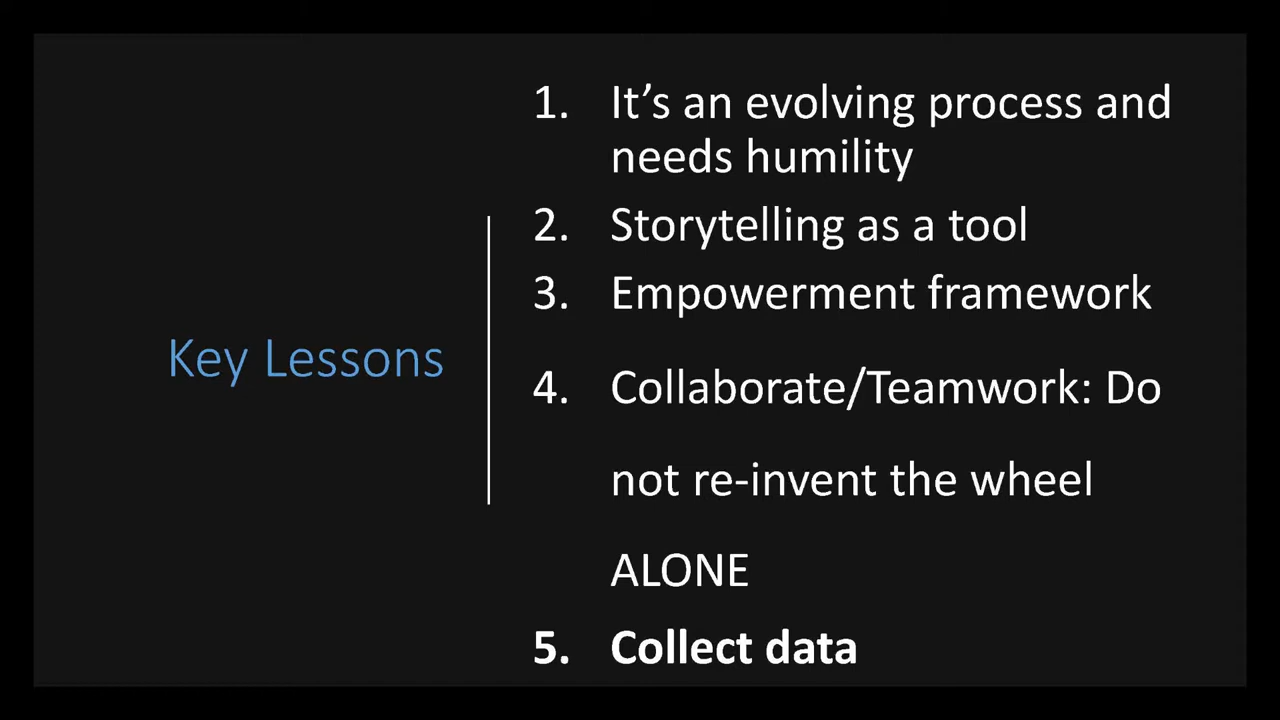 Key Lessons
1. It’s an evolving process and
needs humility
2. Storytelling as a tool
3. Empowerment framework
4. Collaborate/Teamwork: Do
not re-invent the wheel
ALONE
5. Collect data